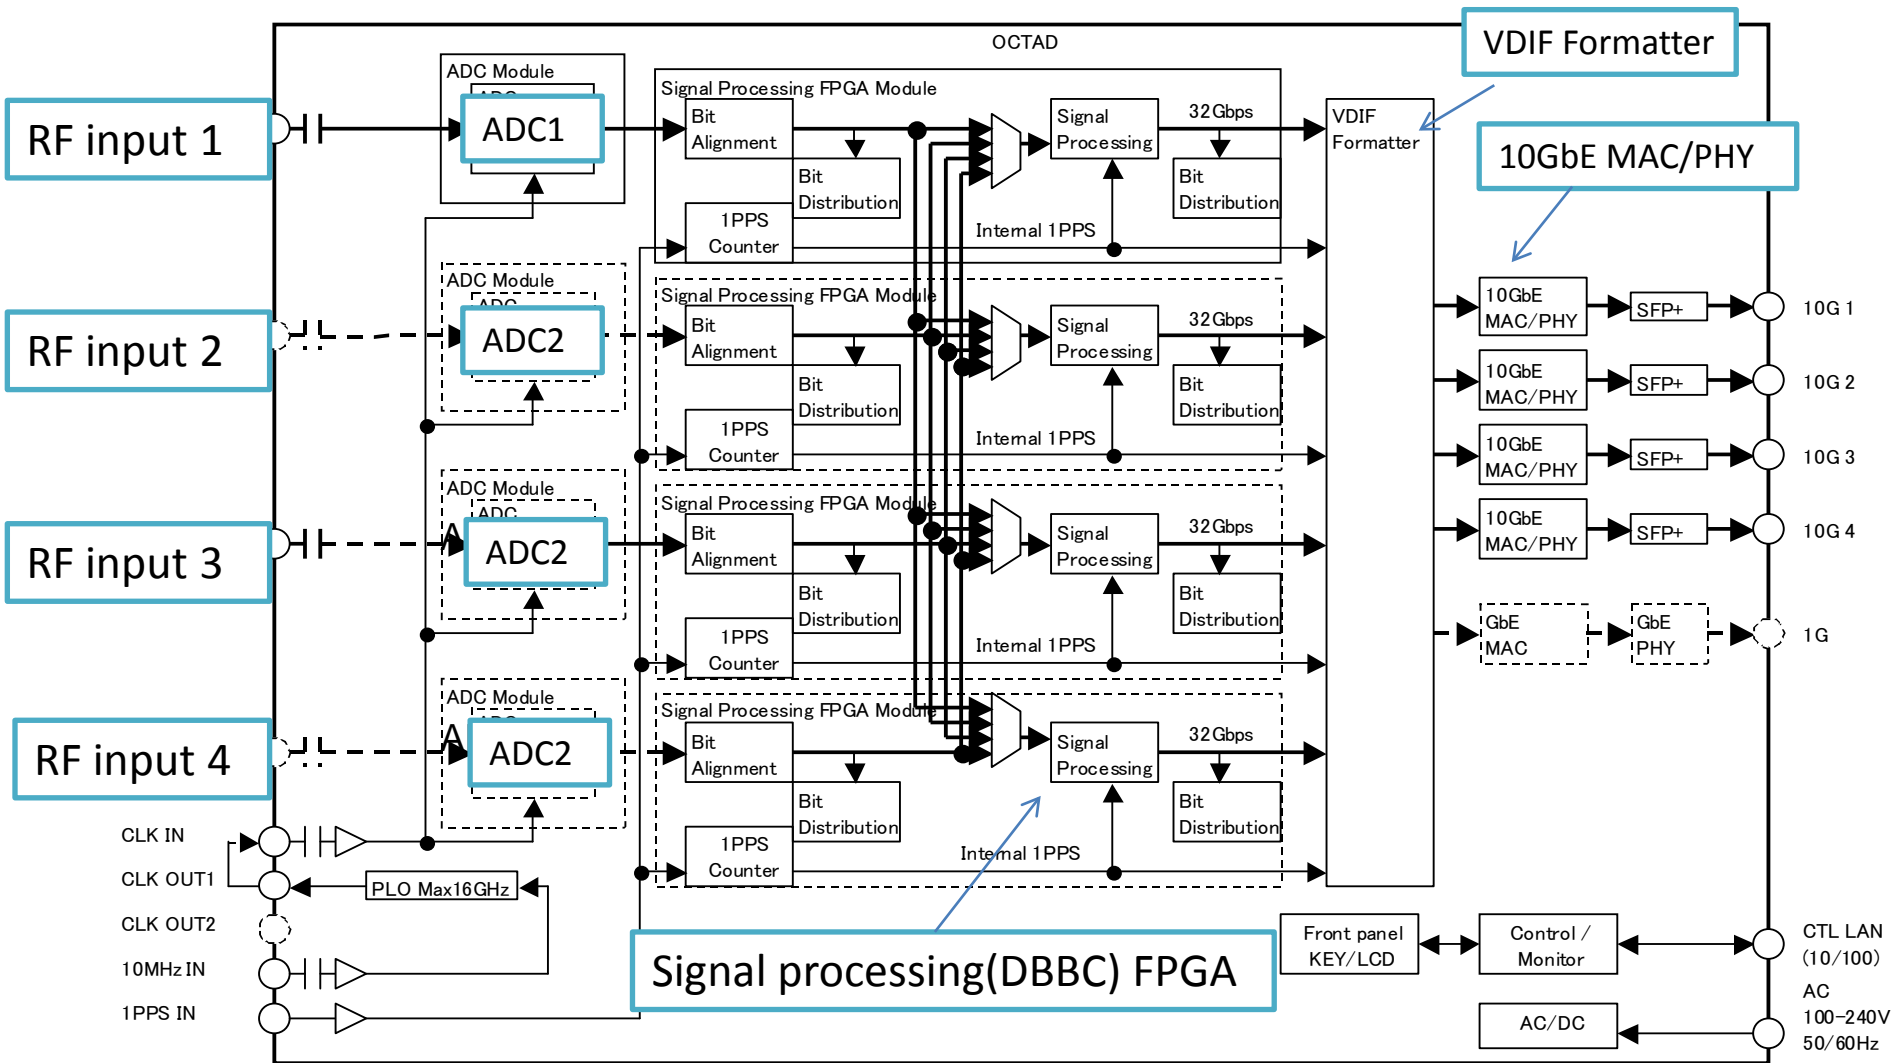 OCTAD
VDIF Formatter
10GbE MAC/PHY
RF input 1
ADC Module
ADC
ADC1
Signal Processing FPGA Module
Bit
Alignment
Bit
Distribution
1PPS
Counter
Signal
Processing
32Gbps
Bit
Distribution
Internal 1PPS
VDIF
Formatter
RF input 2
ADC Module
ADC
ADC2
Signal Processing FPGA Module
Bit
Alignment
Bit
Distribution
1PPS
Counter
Signal
Processing
32Gbps
Bit
Distribution
Internal 1PPS
RF input 3
ADC Module
ADC
A
ADC2
Signal Processing FPGA Module
Bit
Alignment
Bit
Distribution
1PPS
Counter
Signal
Processing
32Gbps
Bit
Distribution
Internal 1PPS
RF input 4
ADC Module
ADC
A
ADC2
Signal Processing FPGA Module
Bit
Alignment
Bit
Distribution
1PPS
Counter
Signal
Processing
32Gbps
Bit
Distribution
Internal 1PPS
10GbE
MAC/PHY
SFP+
10G 1
10GbE
MAC/PHY
SFP+
10G 2
10GbE
MAC/PHY
SFP+
10G 3
10GbE
MAC/PHY
SFP+
10G 4
GbE
MAC
GbE
PHY
1G
CLK IN
CLK OUT1
PLO Max16GHz
CLK OUT2
10MHz IN
1PPS IN
Signal processing(DBBC) FPGA
Front panel
KEY/LCD
Control /
Monitor
CTL LAN
(10/100)
AC/DC
AC
100-240V
50/60Hz